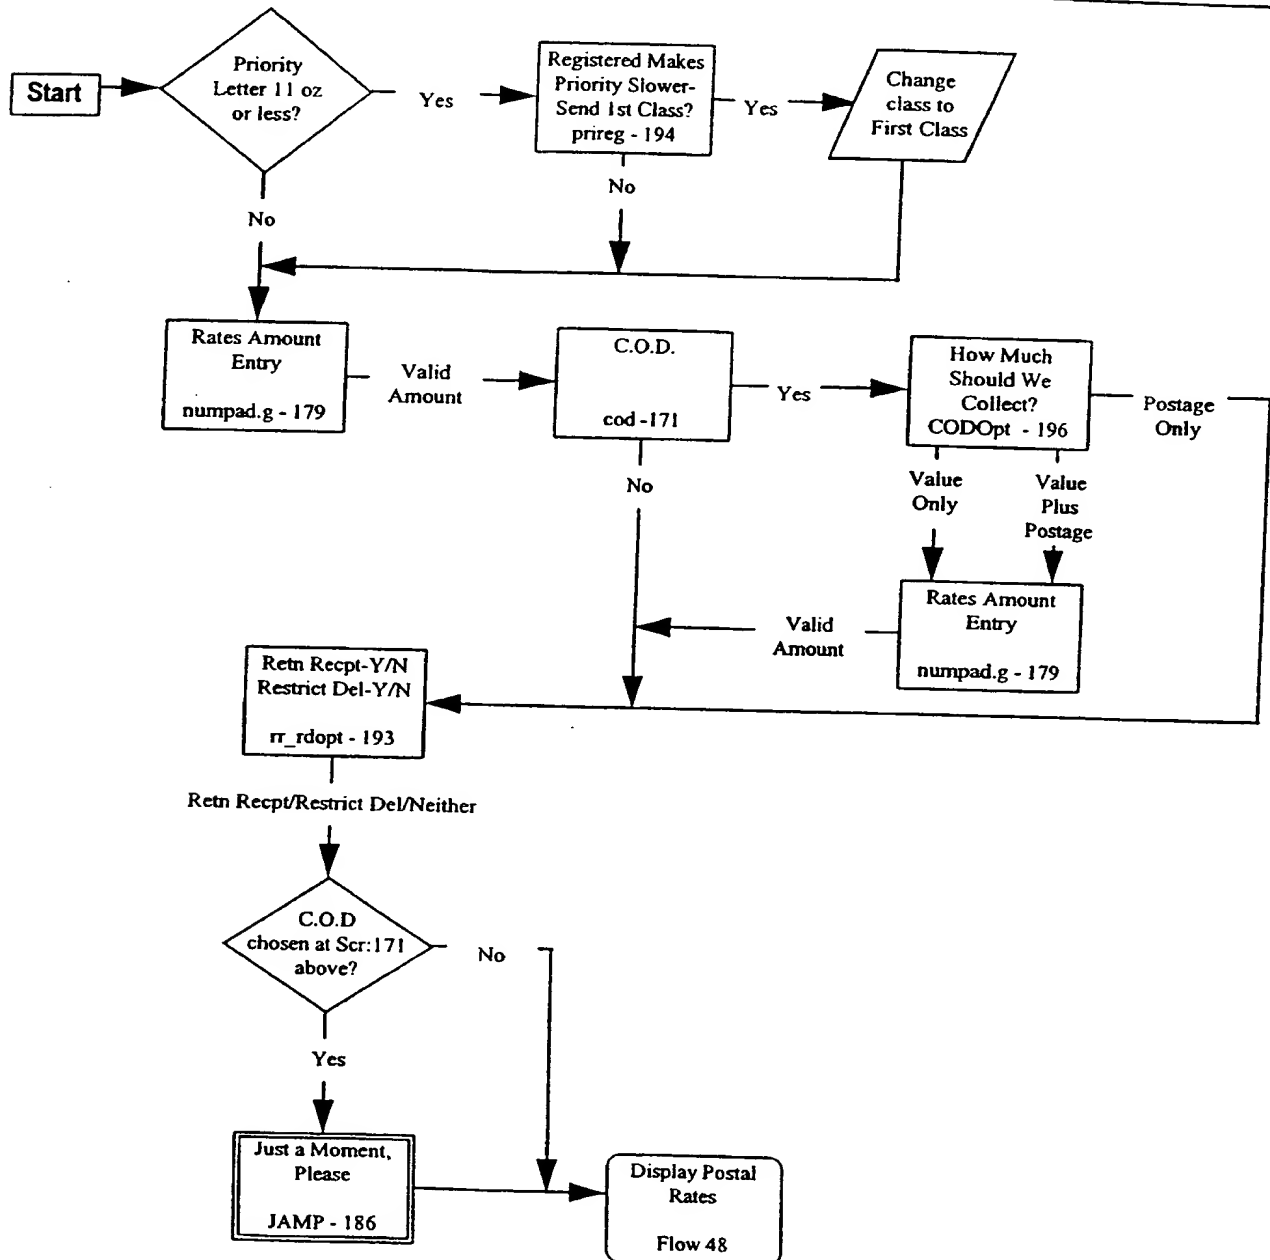 Start
Priority
Letter 11 oz
or less?
Yes
Registered Makes
Priority Slower-
Send 1st Class?
prireg - 194
Yes
Change
class to
First Class
No
No
Rates Amount
Entry
numpad.g - 179
Valid
Amount
C.O.D.
cod -171
Yes
How Much
Should We
Collect?
CODOpt - 196
Postage
Only
No
Value
Only
Value
Plus
Postage
Rates Amount
Entry
numpad.g - 179
Valid
Amount
Retn Recpt-Y/N
Restrict Del-Y/N
rr_rdopt - 193
Retn Recpt/Restrict Del/Neither
C.O.D
chosen at Scr:171
above?
No
Yes
Just a Moment,
Please
JAMP - 186
Display Postal
Rates
Flow 48